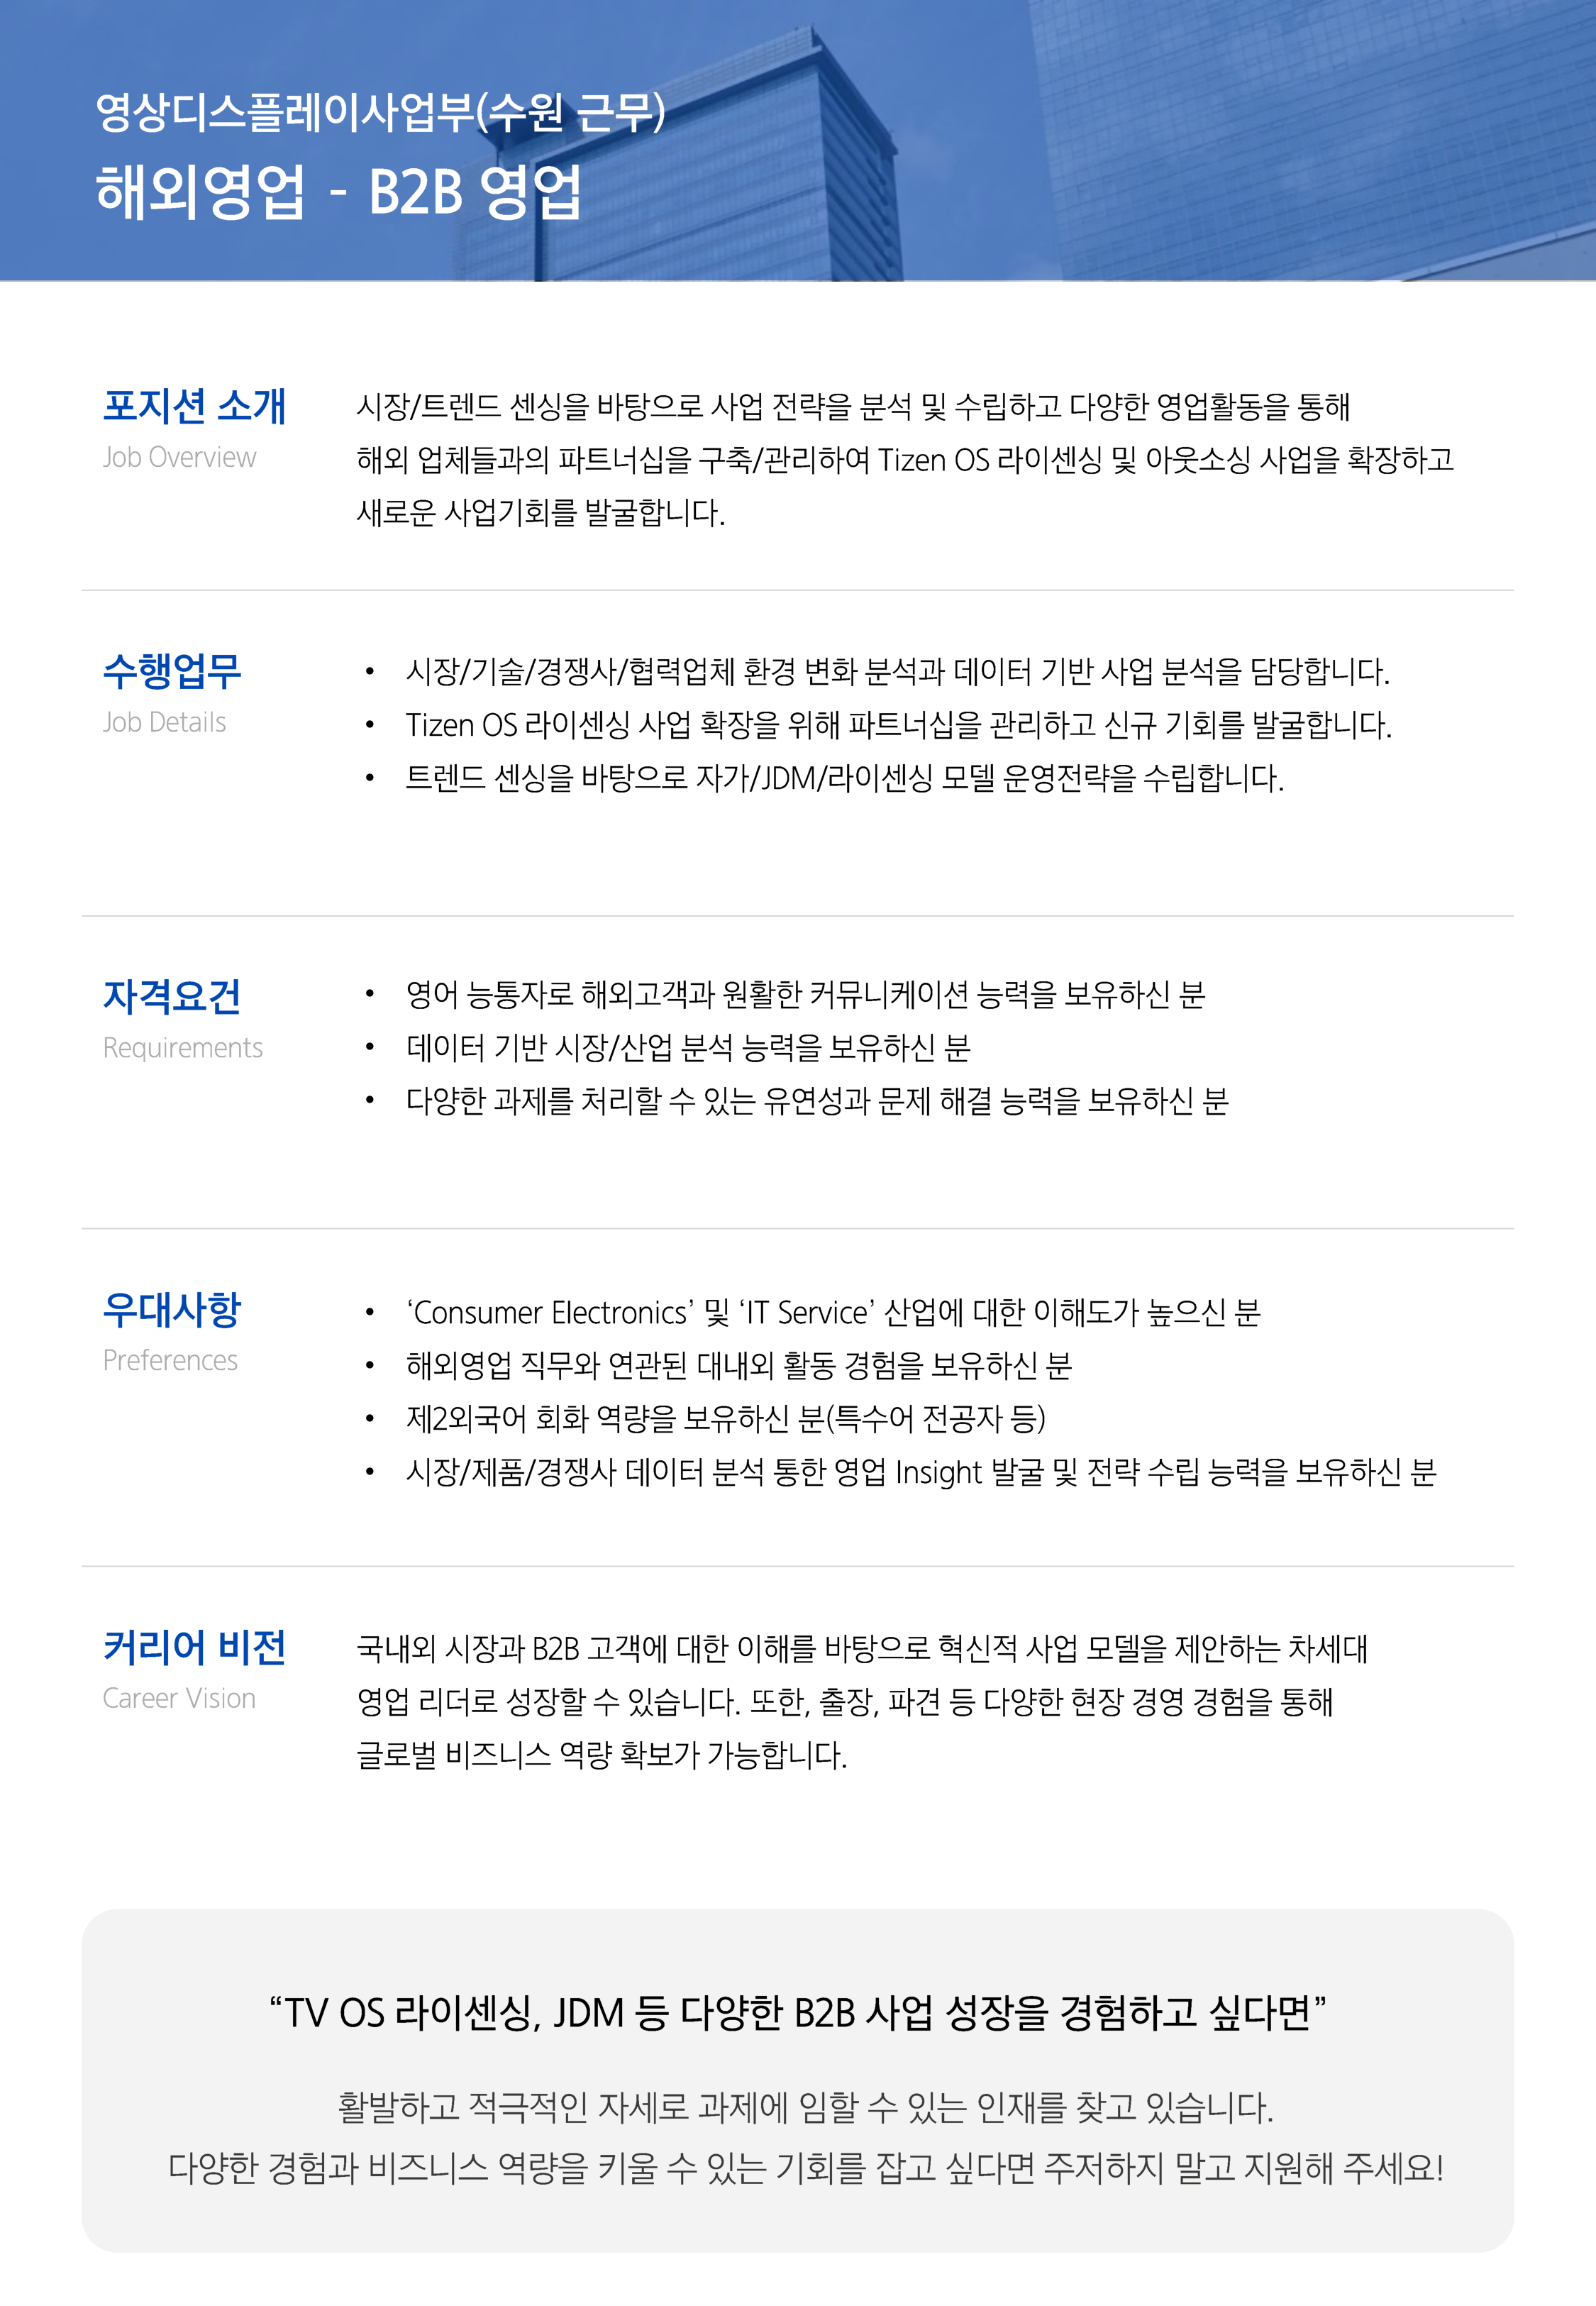 영상디스플레이사업부(수원 근무)
해외영업 - B2B 영업
포지션 소개
Job Overview
시장/트렌드 센싱을 바탕으로 사업 전략을 분석 및 수립하고 다양한 영업활동을 통해
해외 업체들과의 파트너십을 구축/관리하여 Tizen OS 라이센싱 및 아웃소싱 사업을 확장하고
새로운 사업기회를 발굴합니다.
수행업무
Job Details
• 시장/기술/경쟁사/협력업체 환경 변화 분석과 데이터 기반 사업 분석을 담당합니다.
• Tizen OS 라이센싱 사업 확장을 위해 파트너십을 관리하고 신규 기회를 발굴합니다.
• 트렌드 센싱을 바탕으로 자가/JDM/라이센싱 모델 운영전략을 수립합니다.
자격요건
Requirements
• 영어 능통자로 해외고객과 원활한 커뮤니케이션 능력을 보유하신 분
• 데이터 기반 시장/산업 분석 능력을 보유하신 분
• 다양한 과제를 처리할 수 있는 유연성과 문제 해결 능력을 보유하신 분
우대사항
Preferences
• ‘Consumer Electronics’ 및 ‘IT Service’ 산업에 대한 이해도가 높으신 분
• 해외영업 직무와 연관된 대내외 활동 경험을 보유하신 분
• 제2외국어 회화 역량을 보유하신 분(특수어 전공자 등)
• 시장/제품/경쟁사 데이터 분석 통한 영업 Insight 발굴 및 전략 수립 능력을 보유하신 분
커리어 비전
Career Vision
국내외 시장과 B2B 고객에 대한 이해를 바탕으로 혁신적 사업 모델을 제안하는 차세대
영업 리더로 성장할 수 있습니다. 또한, 출장, 파견 등 다양한 현장 경영 경험을 통해
글로벌 비즈니스 역량 확보가 가능합니다.
“TV OS 라이센싱, JDM 등 다양한 B2B 사업 성장을 경험하고 싶다면”
활발하고 적극적인 자세로 과제에 임할 수 있는 인재를 찾고 있습니다.
다양한 경험과 비즈니스 역량을 키울 수 있는 기회를 잡고 싶다면 주저하지 말고 지원해 주세요!